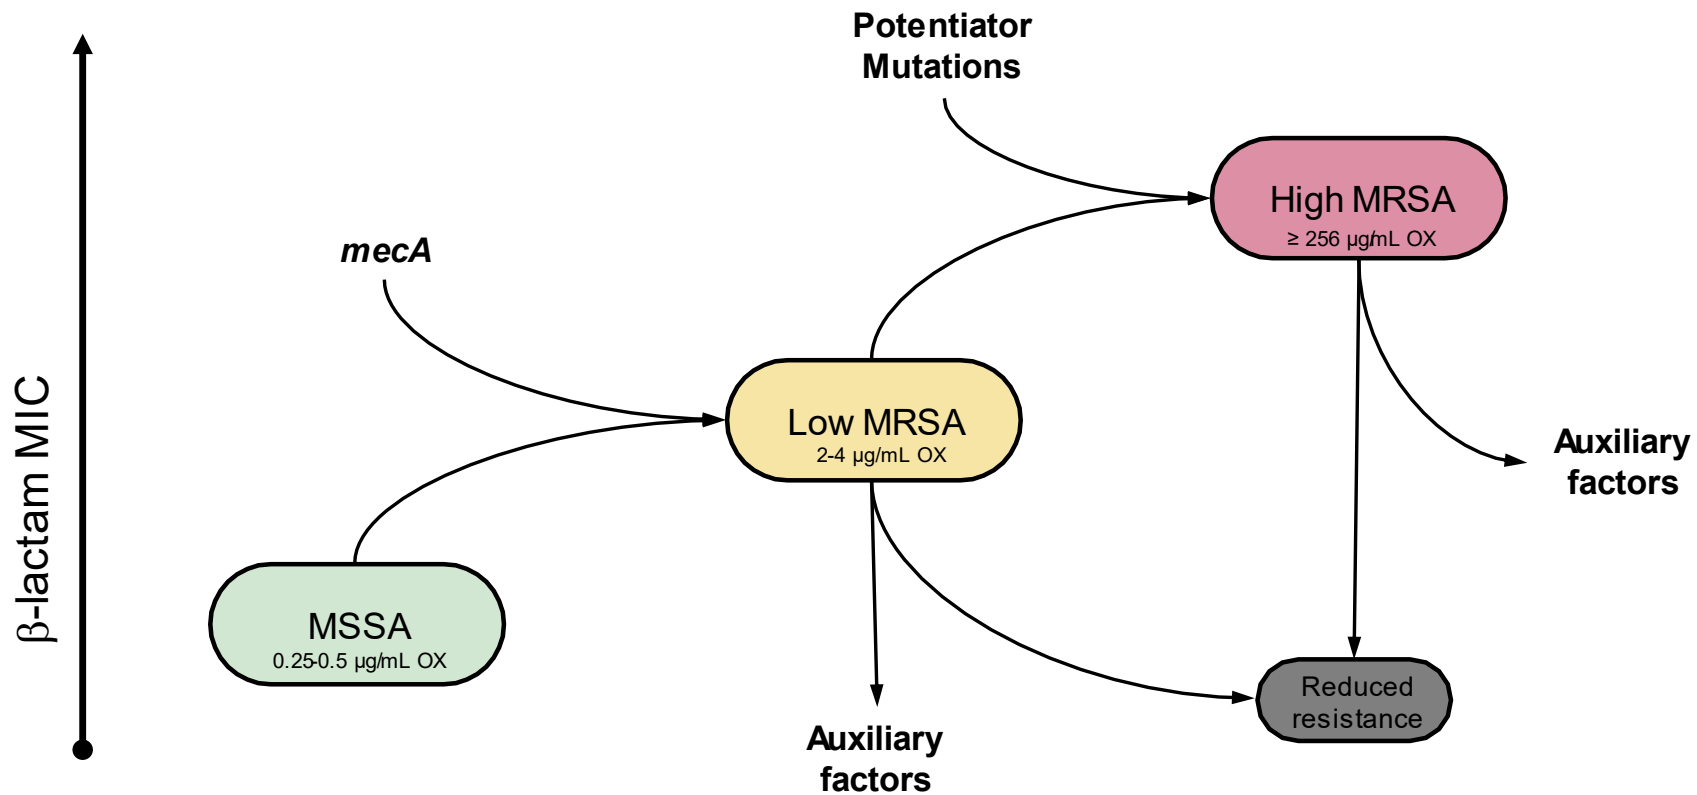 Potentiator
Mutations
High MRSA
≥ 256 µg/mL OX
mecA
Low MRSA
2-4 µg/mL OX
Auxiliary
factors
β-lactam MIC
MSSA
0.25-0.5 µg/mL OX
Reduced
resistance
Auxiliary
factors